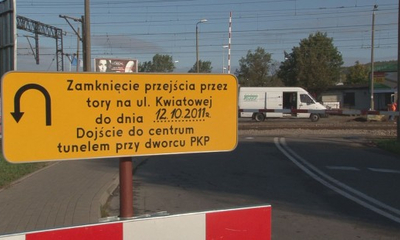 Zamknięcie przejścia przez
tory na ul. Kwiatowej
do dnia 12.10.2011r.
Dojście do centrum
tunelem przy dworcu PKP